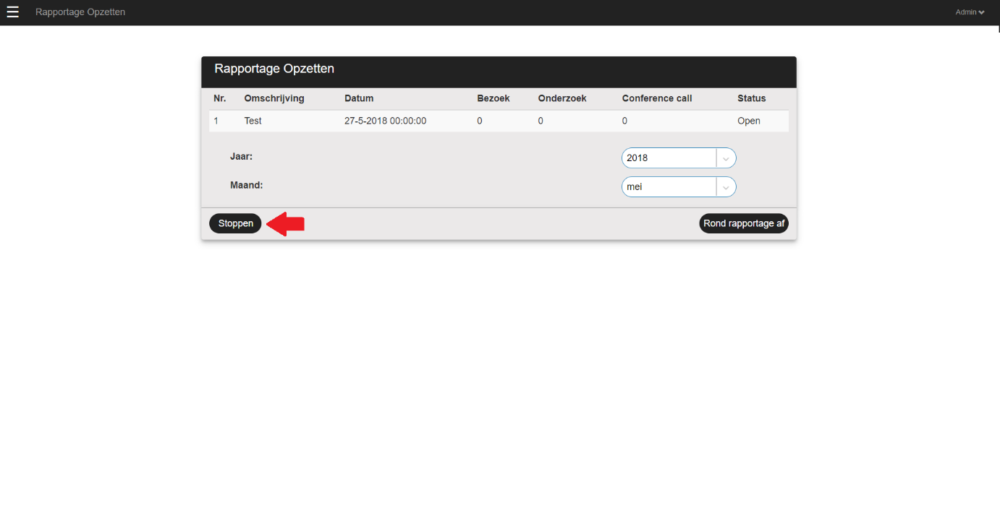 Rapportage Opzetten Admin
Rapportage Opzetten
Nr. Omschrijving Datum Bezoek Onderzoek Conference call Status
1 Test 27-5-2018 00:00:00 0 0 0 Open
Jaar: 2018
Maand: mei
Stoppen Rond rapportage af